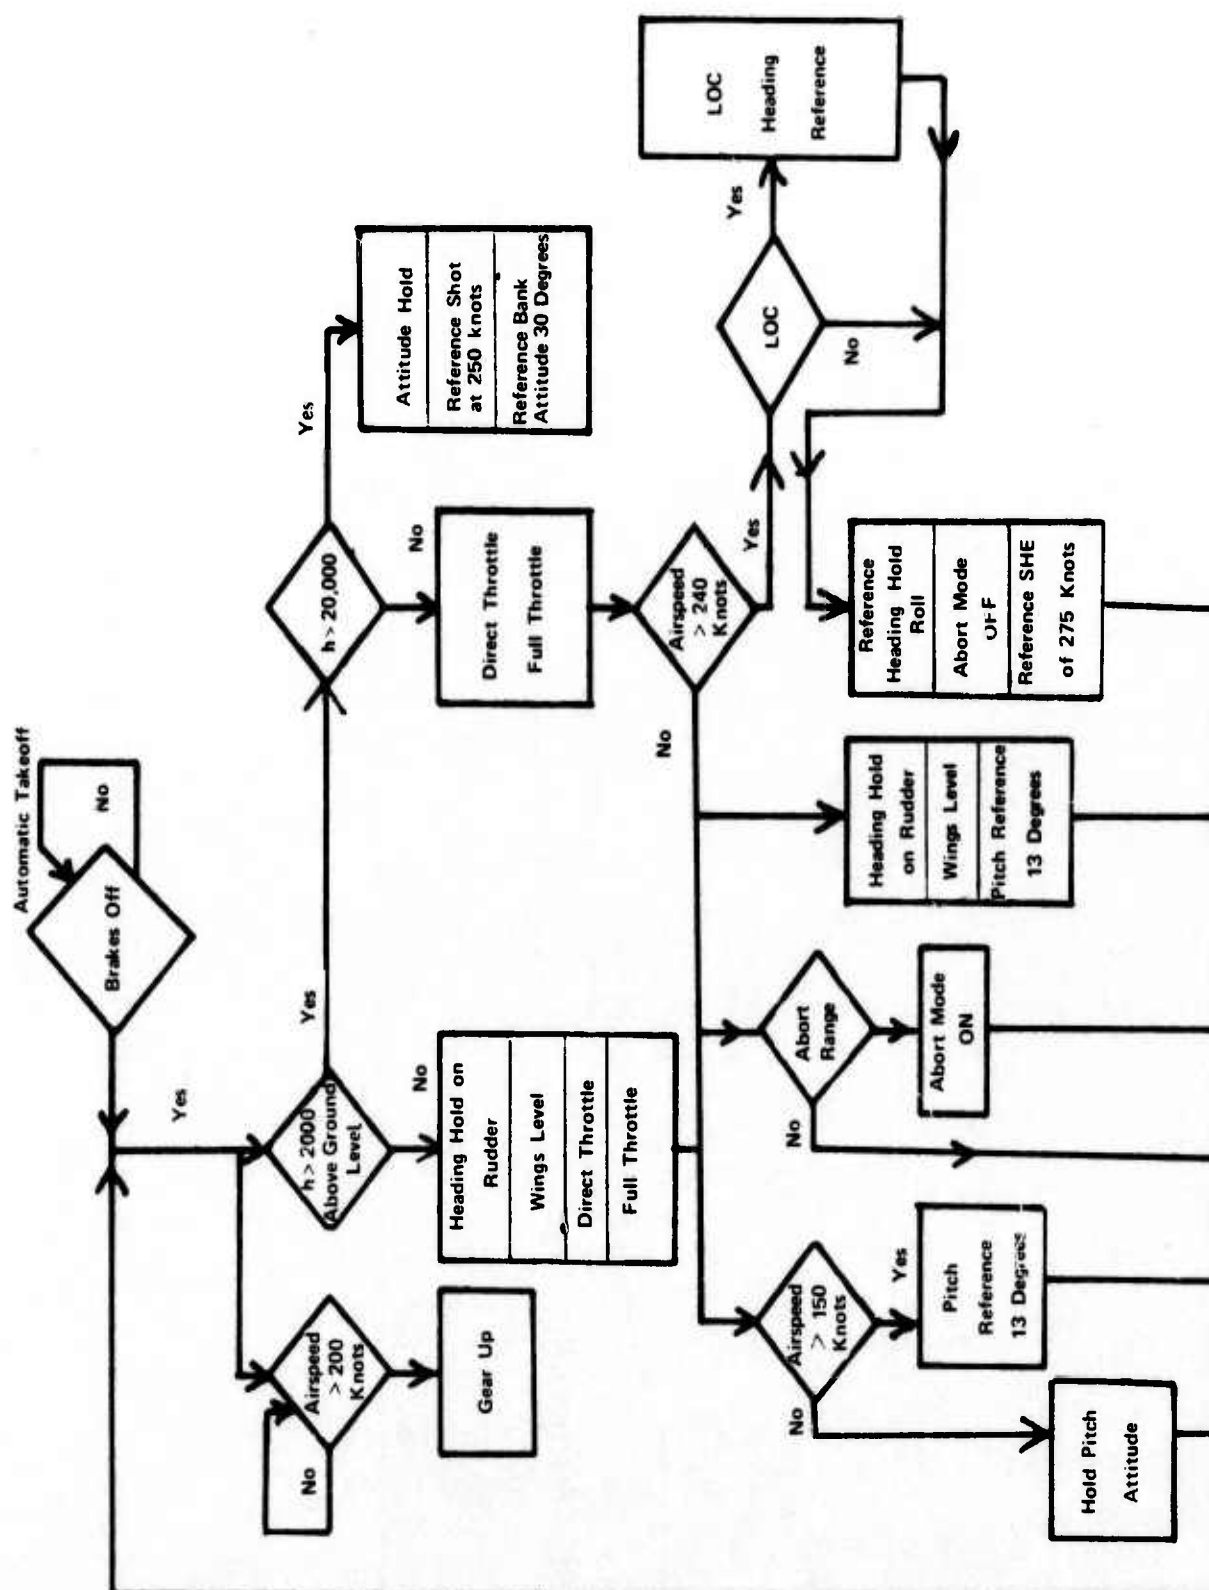 Automatic Takeoff
Brakes Off
No
Yes
Airspeed
> 200
Knots
No
Gear Up
h > 2000
Above Ground
Level
Yes
No
Heading Hold on
Rudder
Wings Level
Direct Throttle
Full Throttle
h > 20,000
Yes
No
Attitude Hold
Reference Shot
at 250 knots
Reference Bank
Attitude 30 Degrees
Direct Throttle
Full Throttle
Airspeed
> 240
Knots
No
Yes
LOC
Yes
No
LOC
Heading
Reference
Airspeed
> 150
Knots
No
Yes
Hold Pitch
Attitude
Pitch
Reference
13 Degrees
Abort
Range
No
Abort Mode
ON
Heading Hold
on Rudder
Wings Level
Pitch Reference
13 Degrees
Reference
Heading Hold
Roll
Abort Mode
OFF
Reference SHE
of 275 Knots